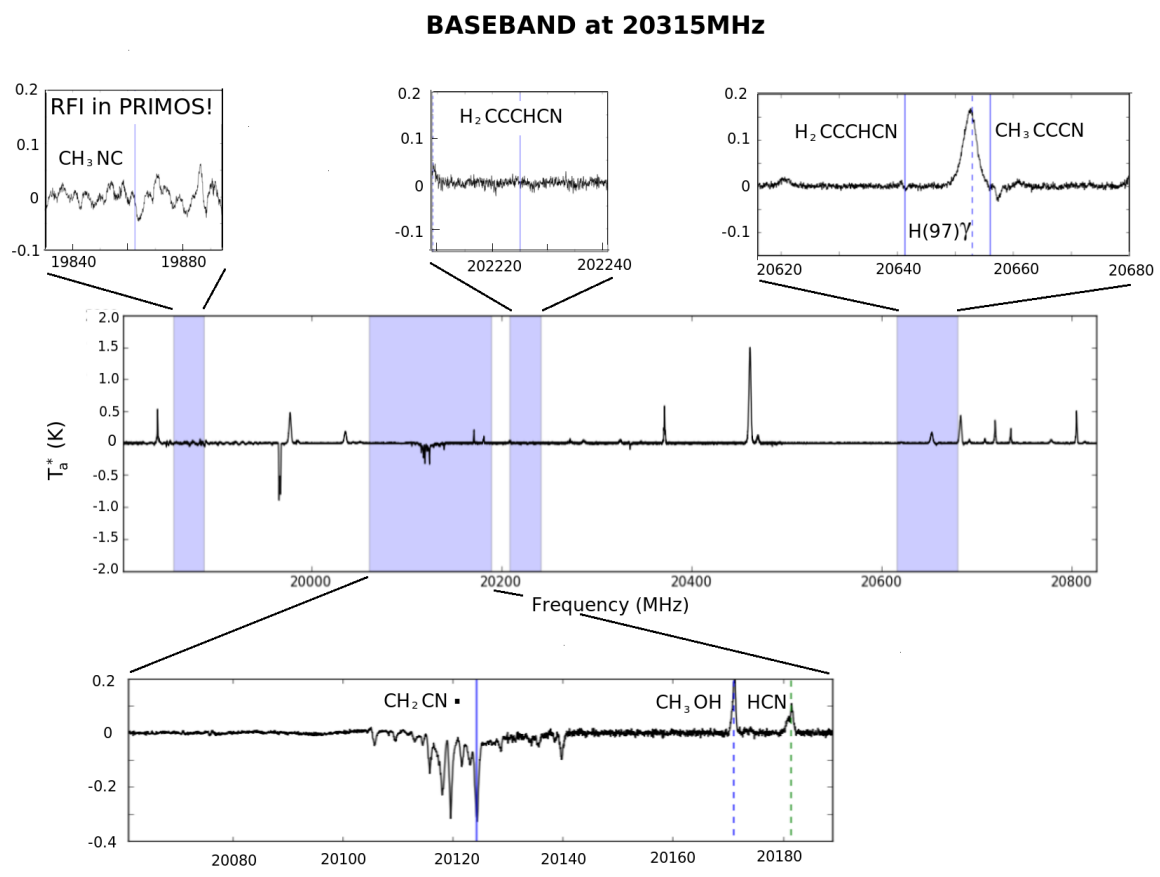 BASEBAND at 20315MHz
0.2
RFI in PRIMOS!
0.1
CH₃NC
0
-0.1
19840 19880
0.2
H₂CCCHCN
0.1
0
-0.1
202220 202240
0.2
0.1
H₂CCCHCN CH₃CCCN
0
H(97)γ
-0.1
20620 20640 20660 20680
2.0
1.5
1.0
0.5
0
-0.5
-1.0
-1.5
-2.0
Tₐ* (K)
20000 20200 20400 20600 20800
Frequency (MHz)
0.2
CH₂CN▪ CH₃OH HCN
0
-0.2
-0.4
20080 20100 20120 20140 20160 20180